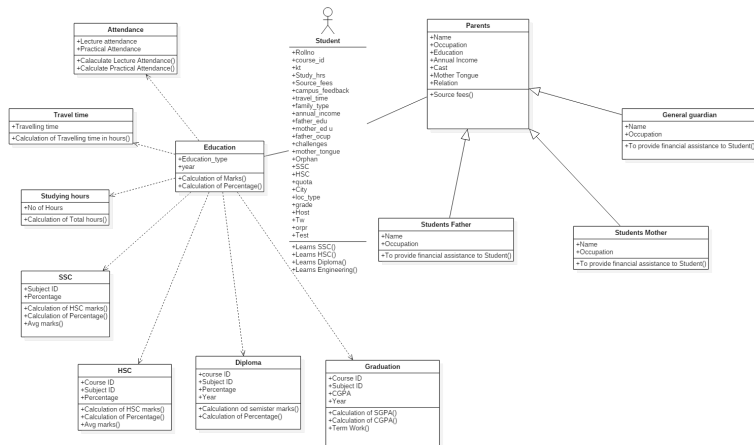 Attendance
+Lecture attendance
+Practical Attendance
+Calaculate Lecture Attendance()
+Calculate Practical Attendance()
Student
+Rollno
+course_id
+kt
+Study_hrs
+Source_fees
+campus_feedback
+travel_time
+family_type
+annual_income
+father_edu
+mother_ed u
+father_ocup
+challenges
+mother_tongue
+Orphan
+SSC
+HSC
+quota
+City
+loc_type
+grade
+Host
+Tw
+orpr
+Test
+Learns SSC()
+Learns HSC()
+Learns Diploma()
+Learns Engineering()
Parents
+Name
+Occupation
+Education
+Annual Income
+Cast
+Mother Tongue
+Relation
+Source fees()
General guardian
+Name
+Occupation
+To provide financial assistance to Student()
Travel time
+Travelling time
+Calculation of Travelling time in hours()
Education
+Education_type
+year
+Calculation of Marks()
+Calculation of Percentage()
Studying hours
+No of Hours
+Calculation of Total hours()
Students Father
+Name
+Occupation
+To provide financial assistance to Student()
Students Mother
+Name
+Occupation
+To provide financial assistance to Student()
SSC
+Subject ID
+Percentage
+Calculation of HSC marks()
+Calculation of Percentage()
+Avg marks()
HSC
+Course ID
+Subject ID
+Percentage
+Calculation of HSC marks()
+Calculation of Percentage()
+Avg marks()
Diploma
+course ID
+Subject ID
+Percentage
+Year
+Calculationn od semister marks()
+Calculation of Percentage()
Graduation
+Course ID
+Subject ID
+CGPA
+Year
+Calculation of SGPA()
+Calculation of CGPA()
+Term Work()